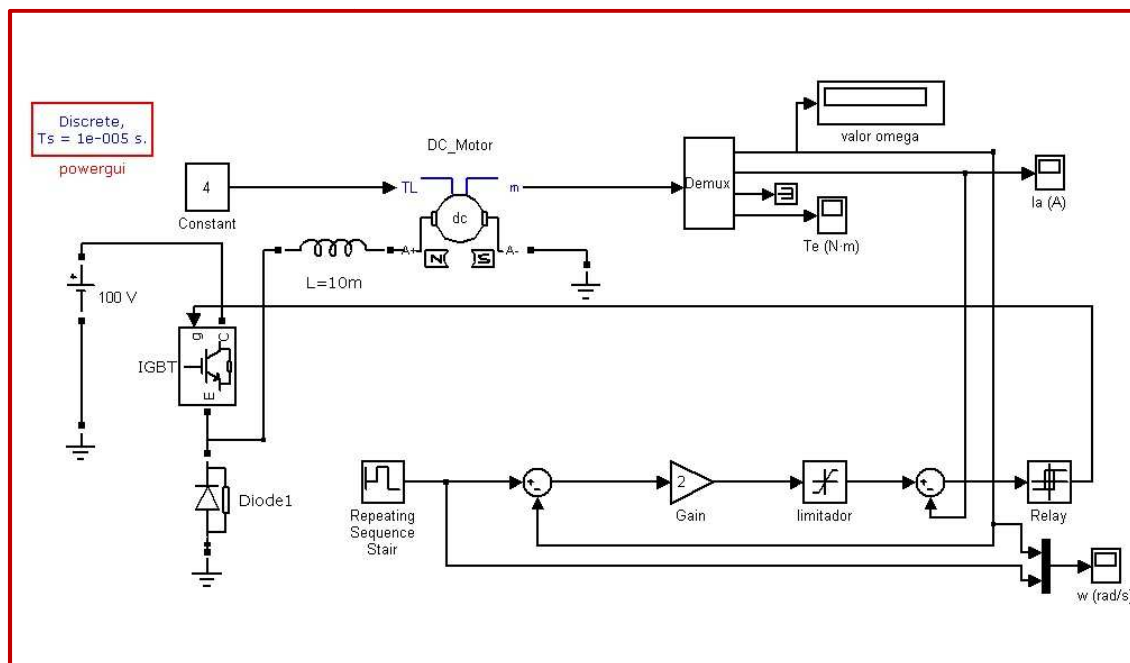 Discrete,
Ts = 1e-005 s.
powergui
valor omega
DC_Motor
4
Constant
TL
m
Demux
Ia (A)
Te (N·m)
dc
A+
N
S
A-
L=10m
100 V
IGBT
g
C
E
Diode1
Repeating
Sequence
Stair
2
Gain
limitador
Relay
w (rad/s)